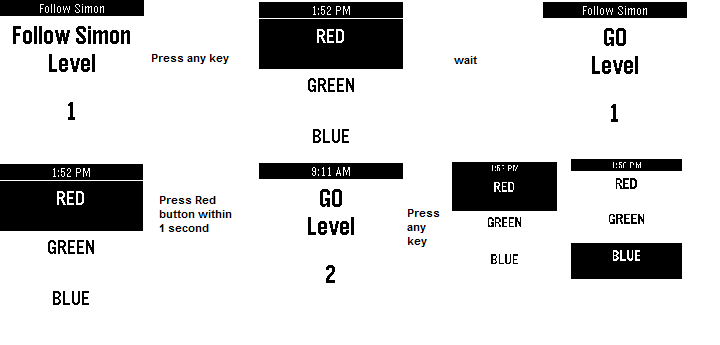 Follow Simon
Follow Simon
Level
1
Press any key
1:52 PM
RED
GREEN
BLUE
wait
Follow Simon
GO
Level
1
1:52 PM
RED
GREEN
BLUE
Press Red
button within
1 second
9:11 AM
GO
Level
2
Press
any
key
RED
GREEN
BLUE
RED
GREEN
BLUE